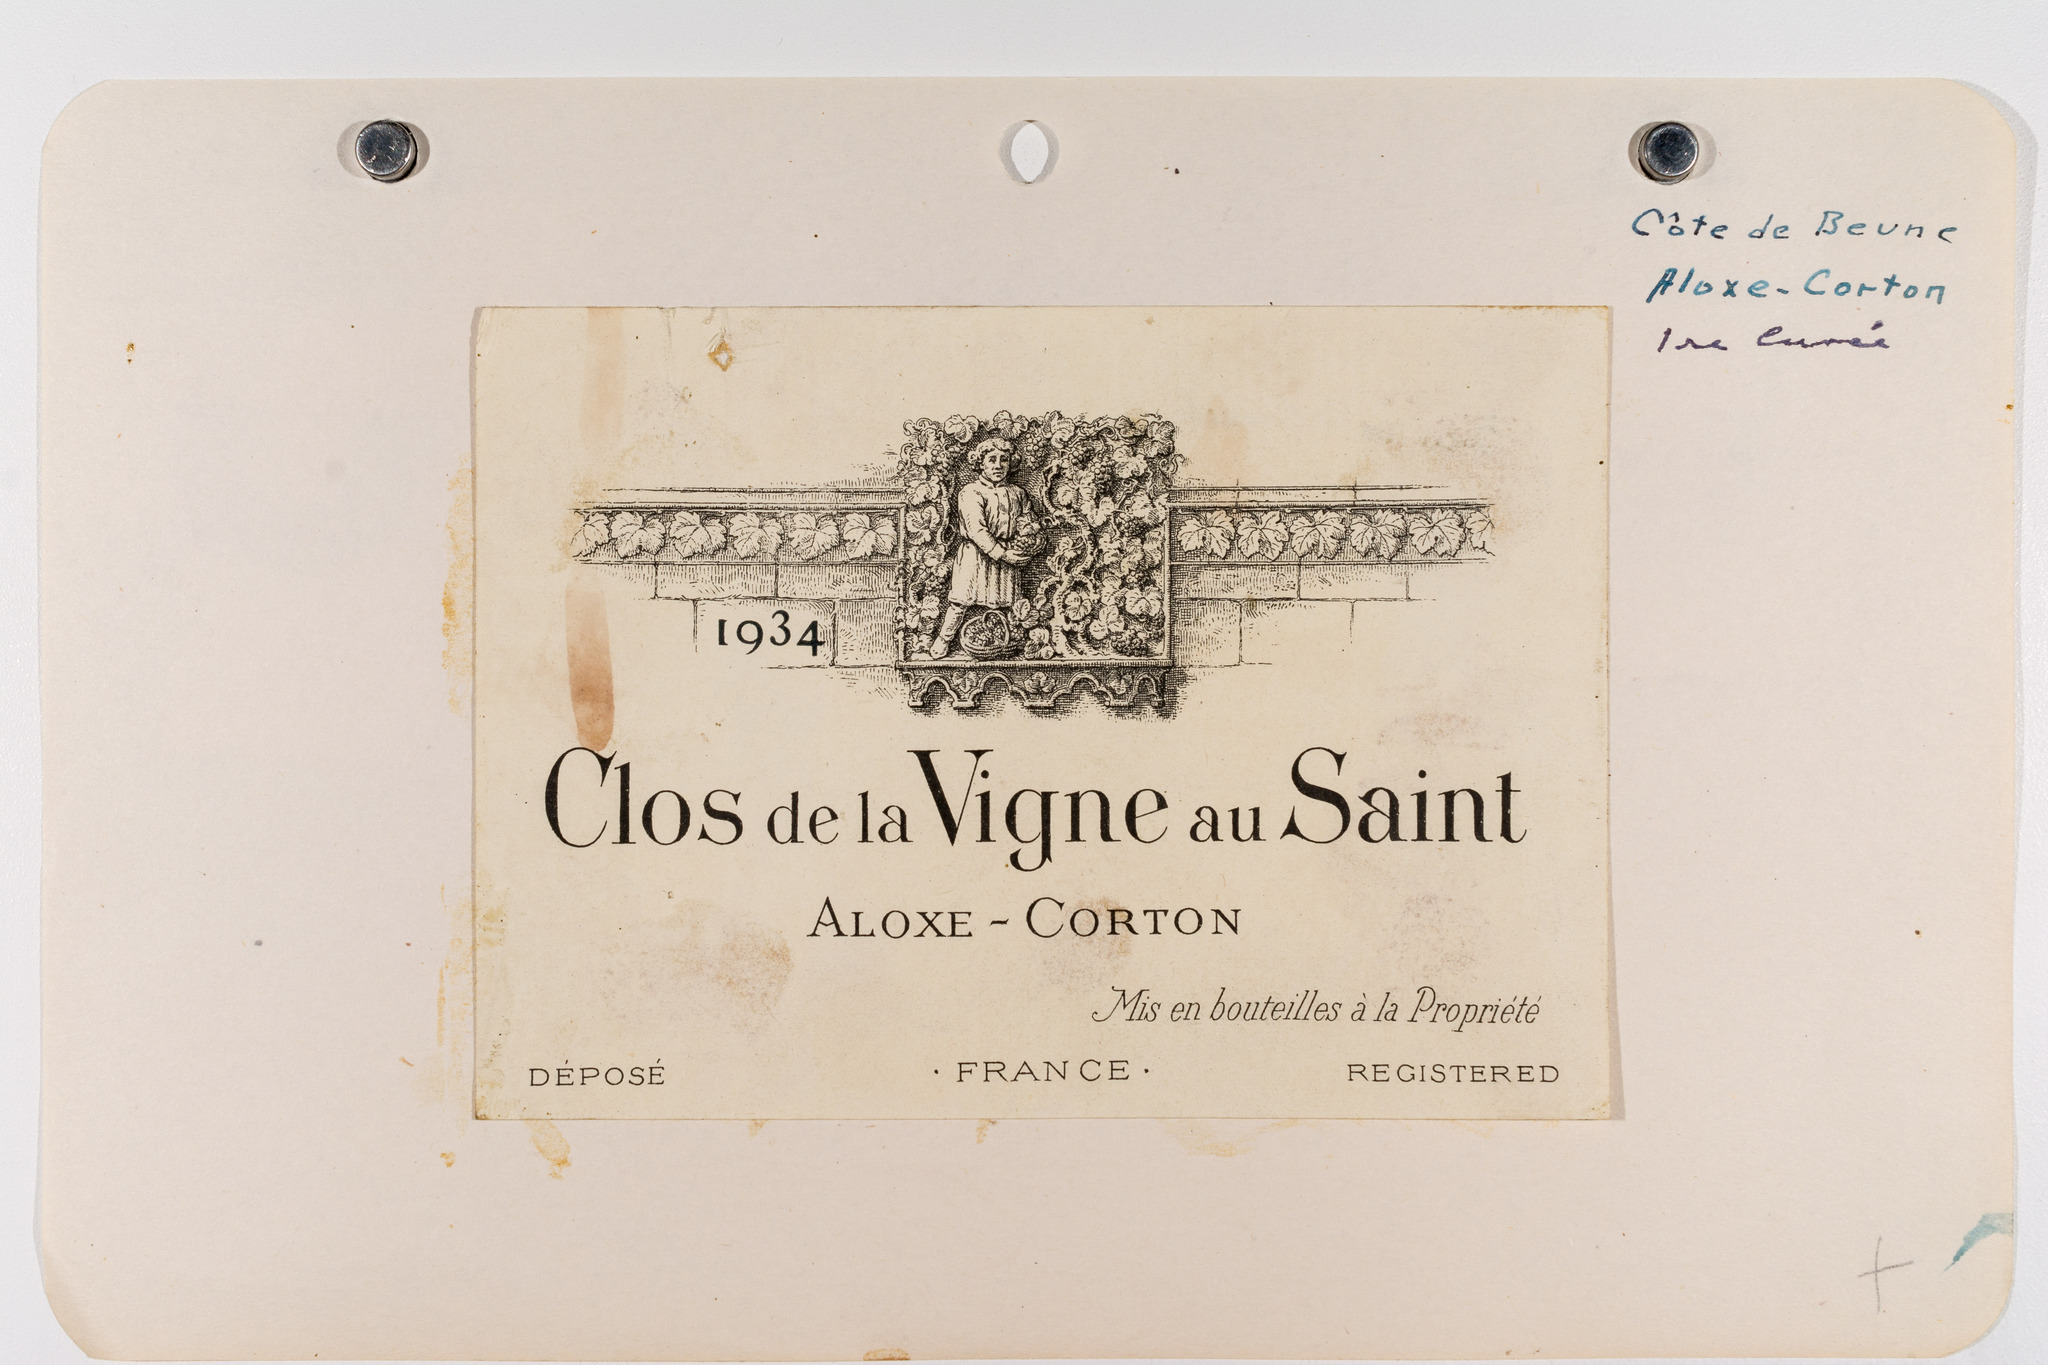 Côte de Beune
Aloxe-Corton
1re Cuvée
1934
Clos de la Vigne au Saint
ALOXE - CORTON
Mis en bouteilles à la Propriété
DÉPOSÉ · FRANCE · REGISTERED